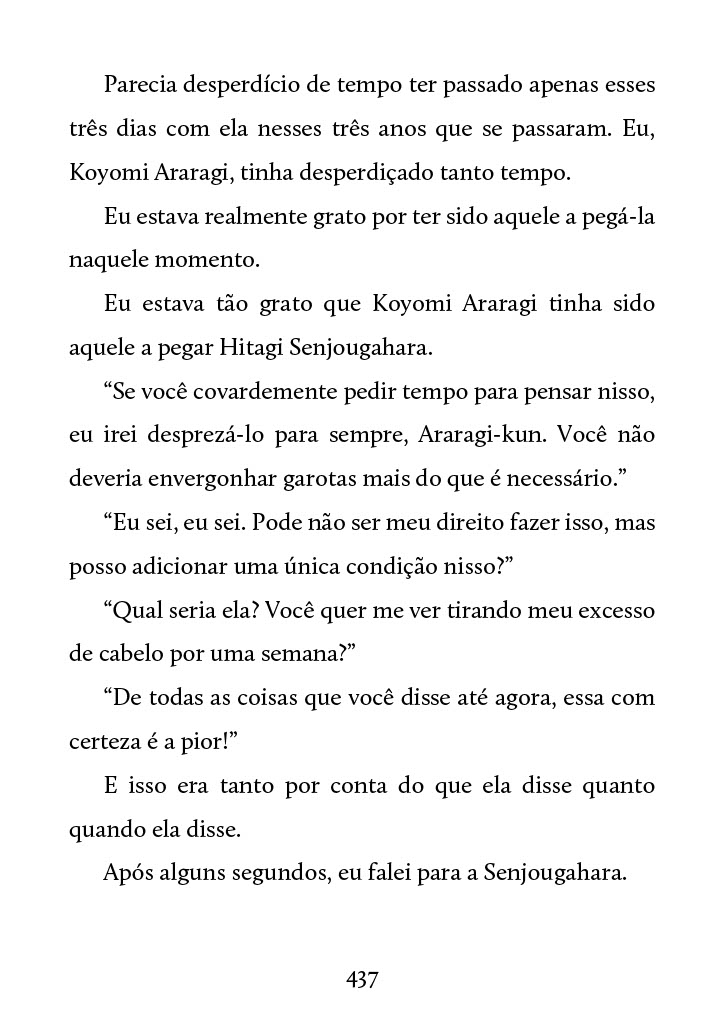 Parecia desperdício de tempo ter passado apenas esses
três dias com ela nesses três anos que se passaram. Eu,
Koyomi Araragi, tinha desperdiçado tanto tempo.
Eu estava realmente grato por ter sido aquele a pegá-la
naquele momento.
Eu estava tão grato que Koyomi Araragi tinha sido
aquele a pegar Hitagi Senjougahara.
“Se você covardemente pedir tempo para pensar nisso,
eu irei desprezá-lo para sempre, Araragi-kun. Você não
deveria envergonhar garotas mais do que é necessário.”
“Eu sei, eu sei. Pode não ser meu direito fazer isso, mas
posso adicionar uma única condição nisso?”
“Qual seria ela? Você quer me ver tirando meu excesso
de cabelo por uma semana?”
“De todas as coisas que você disse até agora, essa com
certeza é a pior!”
E isso era tanto por conta do que ela disse quanto
quando ela disse.
Após alguns segundos, eu falei para a Senjougahara.
437